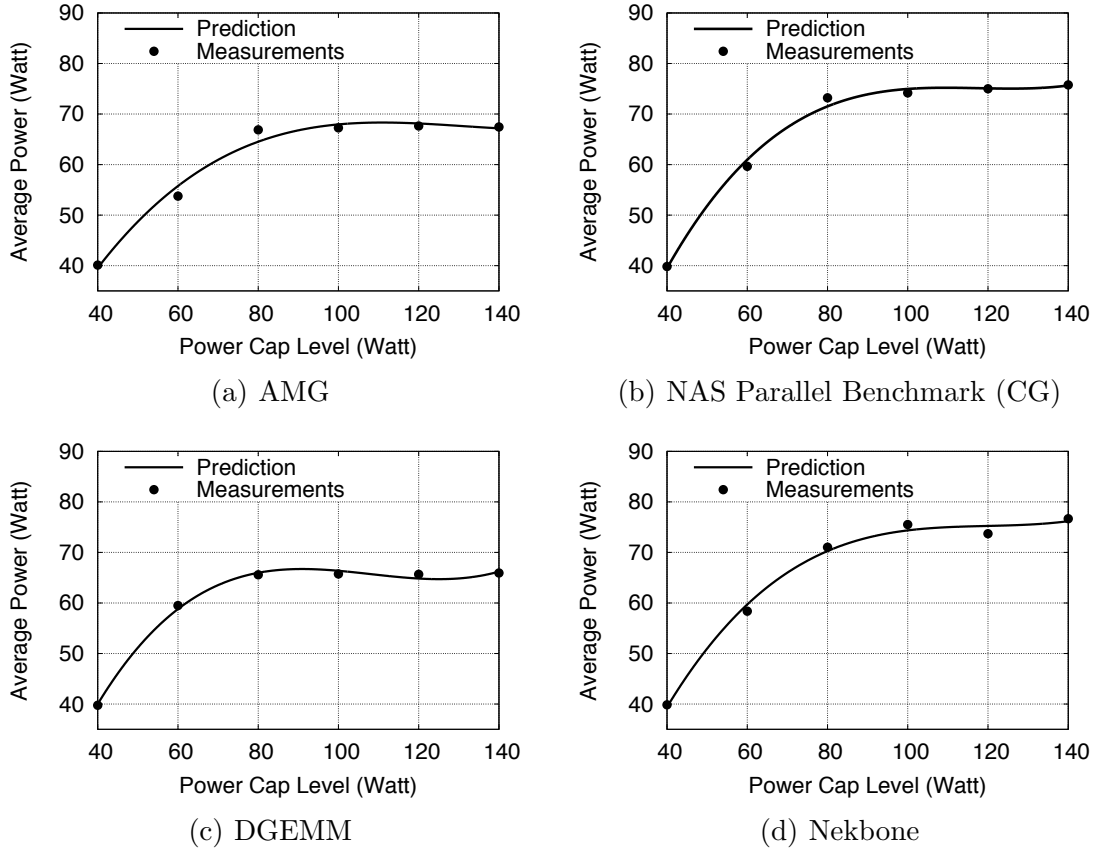 Prediction
Measurements
90
80
70
60
50
40
Average Power (Watt)
40 60 80 100 120 140
Power Cap Level (Watt)
(a) AMG
Prediction
Measurements
90
80
70
60
50
40
Average Power (Watt)
40 60 80 100 120 140
Power Cap Level (Watt)
(b) NAS Parallel Benchmark (CG)
Prediction
Measurements
90
80
70
60
50
40
Average Power (Watt)
40 60 80 100 120 140
Power Cap Level (Watt)
(c) DGEMM
Prediction
Measurements
90
80
70
60
50
40
Average Power (Watt)
40 60 80 100 120 140
Power Cap Level (Watt)
(d) Nekbone